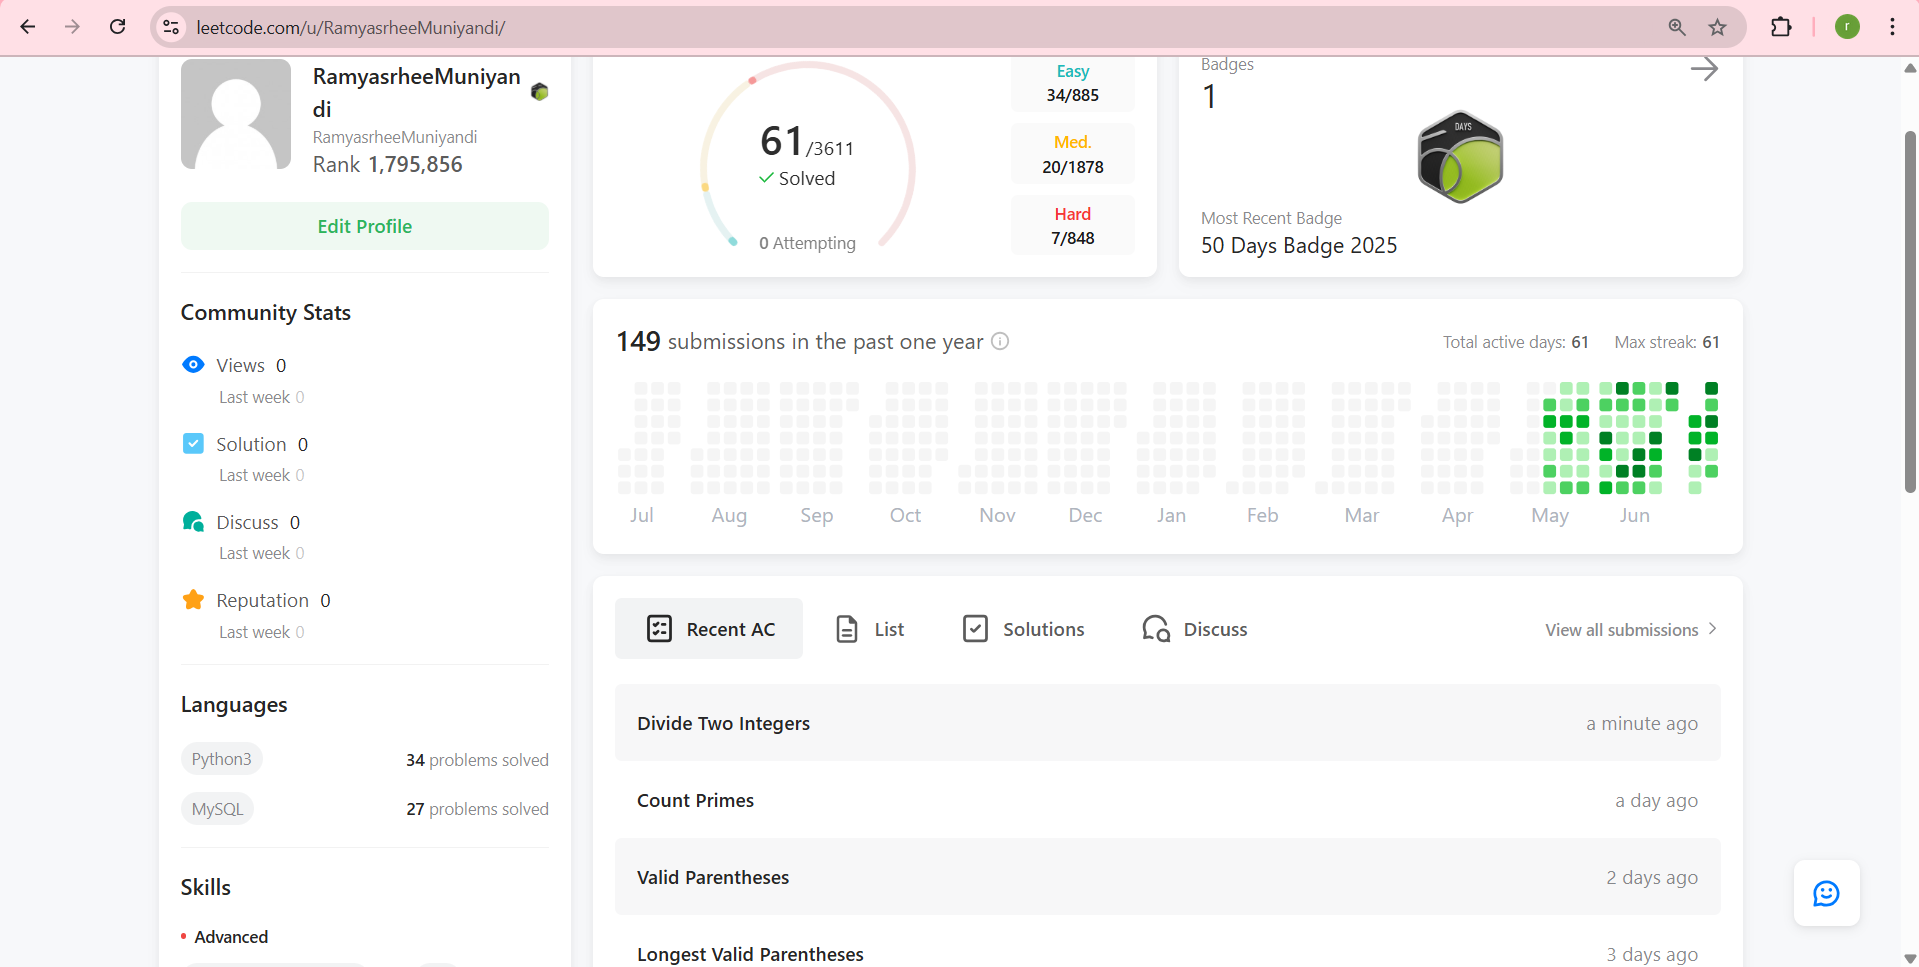 leetcode.com/u/RamyasrheeMuniyandi/
r
RamyasrheeMuniyan
di
RamyasrheeMuniyandi
Rank 1,795,856
Edit Profile
Community Stats
Views 0
Last week 0
Solution 0
Last week 0
Discuss 0
Last week 0
Reputation 0
Last week 0
Languages
Python3 34 problems solved
MySQL 27 problems solved
Skills
Advanced
61/3611
Solved
0 Attempting
Easy
34/885
Med.
20/1878
Hard
7/848
Badges
1
DAYS
Most Recent Badge
50 Days Badge 2025
149 submissions in the past one year
Total active days: 61 Max streak: 61
Jul Aug Sep Oct Nov Dec Jan Feb Mar Apr May Jun
Recent AC List Solutions Discuss View all submissions
Divide Two Integers a minute ago
Count Primes a day ago
Valid Parentheses 2 days ago
Longest Valid Parentheses 3 days ago